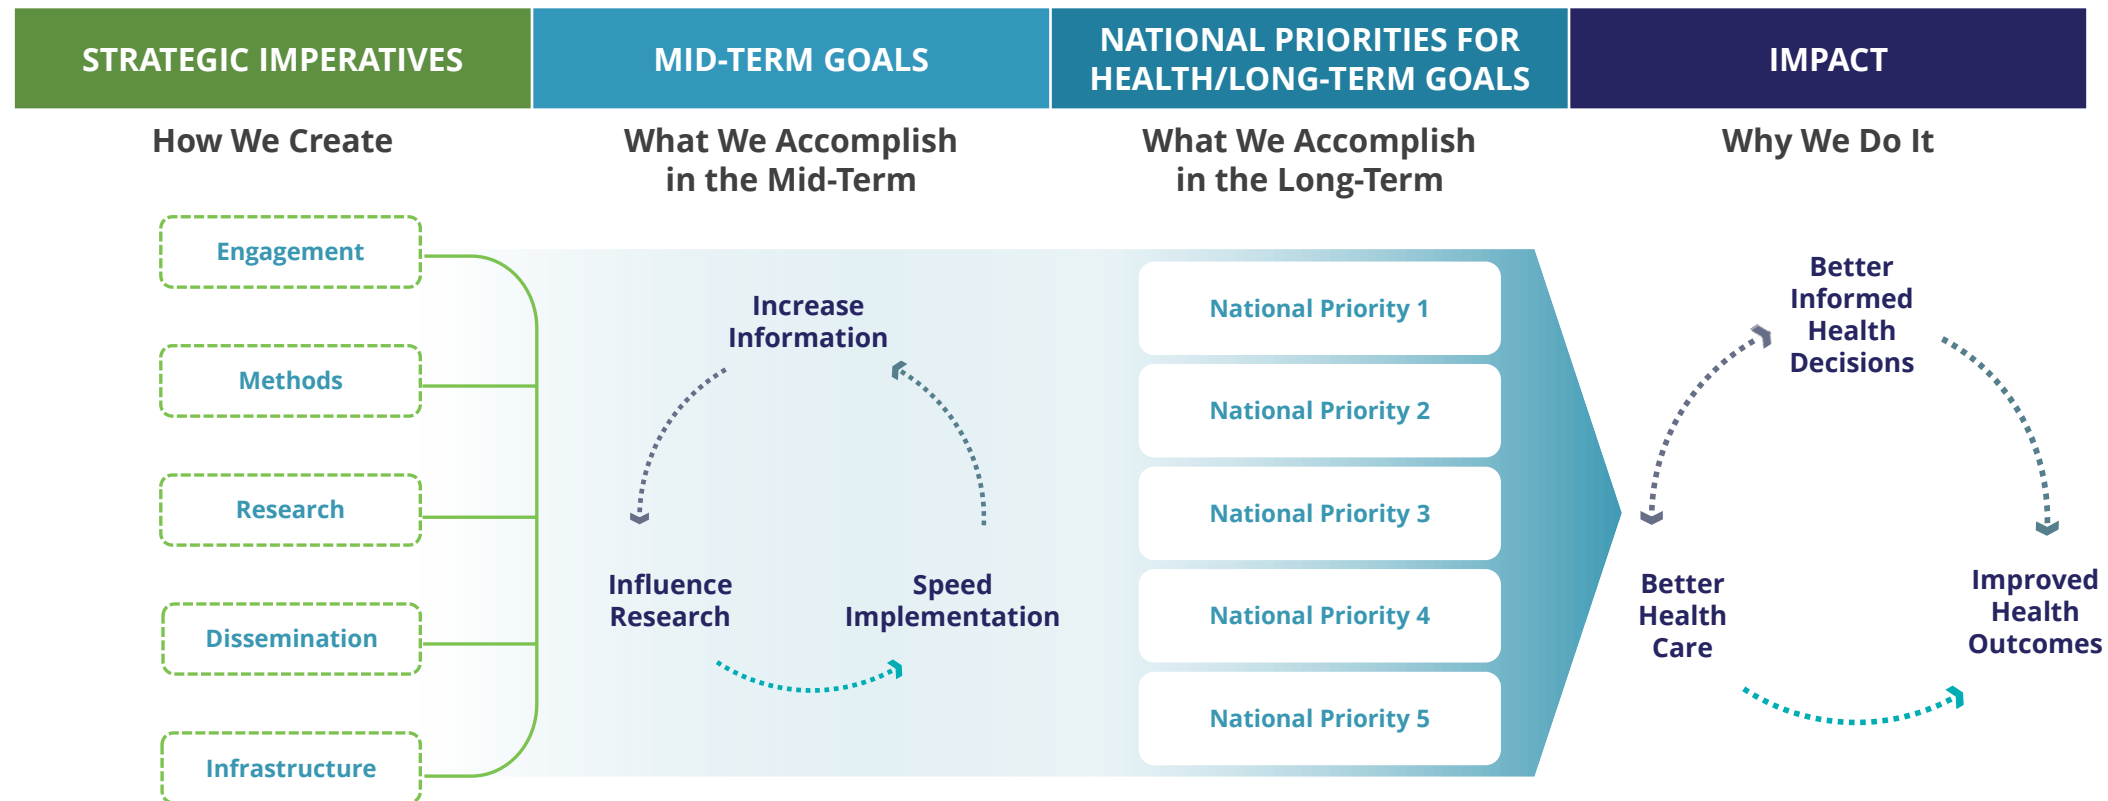 STRATEGIC IMPERATIVES
MID-TERM GOALS
NATIONAL PRIORITIES FOR
HEALTH/LONG-TERM GOALS
IMPACT
How We Create
What We Accomplish
in the Mid-Term
What We Accomplish
in the Long-Term
Why We Do It
Engagement
Methods
Research
Dissemination
Infrastructure
Increase
Information
Influence
Research
Speed
Implementation
National Priority 1
National Priority 2
National Priority 3
National Priority 4
National Priority 5
Better
Informed
Health
Decisions
Better
Health
Care
Improved
Health
Outcomes